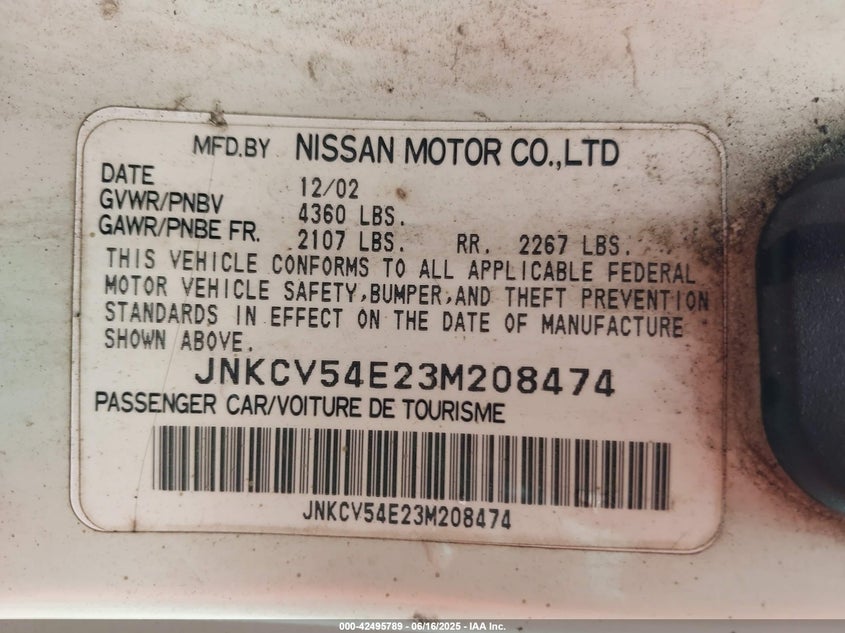 MFD.BY NISSAN MOTOR CO.,LTD
DATE 12/02
GVWR/PNBV 4360 LBS.
GAWR/PNBE FR. 2107 LBS. RR. 2267 LBS.
THIS VEHICLE CONFORMS TO ALL APPLICABLE FEDERAL
MOTOR VEHICLE SAFETY,BUMPER,AND THEFT PREVENTION
STANDARDS IN EFFECT ON THE DATE OF MANUFACTURE
SHOWN ABOVE.
JNKCV54E23M208474
PASSENGER CAR/VOITURE DE TOURISME
JNKCV54E23M208474
000-42495789 - 06/16/2025 - IAA Inc.